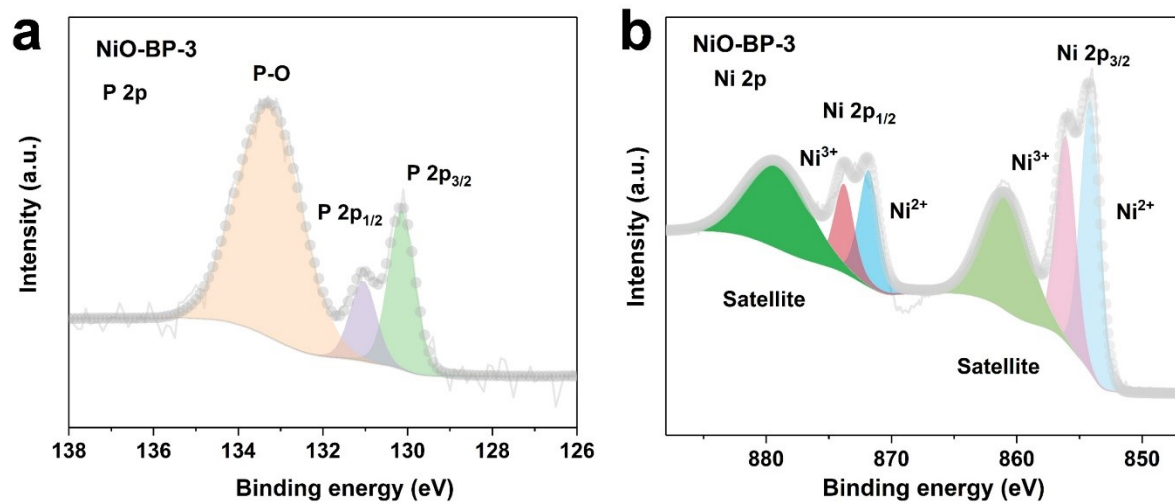 a
NiO-BP-3
P 2p
P-O
P 2p1/2
P 2p3/2
Intensity (a.u.)
138 136 134 132 130 128 126
Binding energy (eV)
b
NiO-BP-3
Ni 2p
Ni 2p3/2
Ni 2p1/2
Ni3+
Ni2+
Ni3+
Ni2+
Satellite
Satellite
Intensity (a.u.)
880 870 860 850
Binding energy (eV)